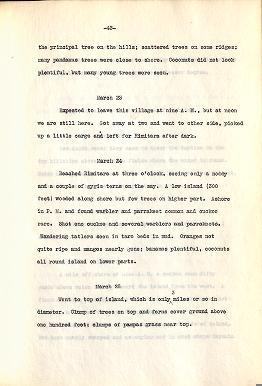 -43-
the principal tree on the hills; scattered trees on some ridges;
many pandanus trees were close to shore. Coconuts did not look
plentiful, but many young trees were seen.
March 23
Expected to leave this village at nine A. M., but at noon
we are still here. Got away at two and went to other side, picked
up a little cargo and left for Rimitara after dark.
March 24
Reached Rimitara at three o'clock, seeing only a noddy
and a couple of gygis terns on the way. A low island (300
feet) wooded along shore but few trees on higher part. Ashore
in P. M. and found warbler and parrakeet common and cuckoo
rare. Shot one cuckoo and several warblers and parrakeets.
Wandering tatlers seen in taro beds in mid. Oranges not
quite ripe and mangos nearly gone; bananas plentiful, coconuts
all round island on lower parts.
March 25
3
Went to top of island, which is only miles or so in
diameter. Clump of trees on top and ferns cover ground above
one hundred feet; clumps of pampas grass near top.